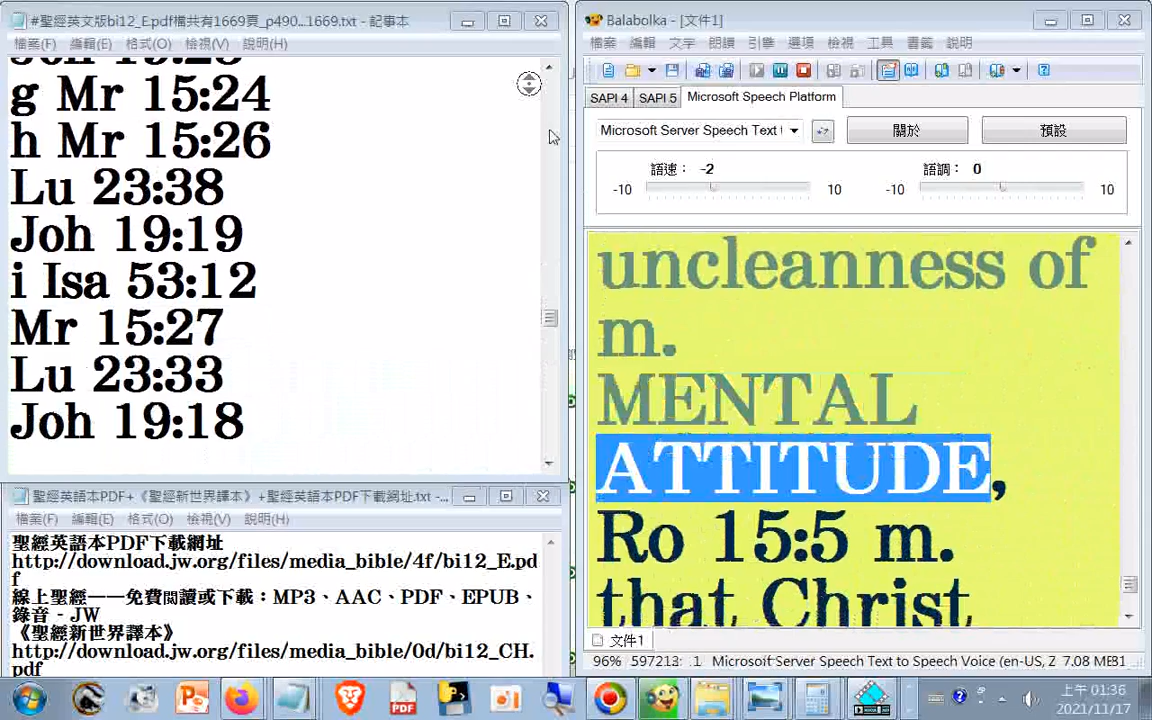 #聖經英文版bi12_E.pdf檔共有1669頁_p490...1669.txt - 記事本
檔案(F) 編輯(E) 格式(O) 檢視(V) 說明(H)
g Mr 15:24
h Mr 15:26
Lu 23:38
Joh 19:19
i Isa 53:12
Mr 15:27
Lu 23:33
Joh 19:18
聖經英語本PDF+《聖經新世界譯本》+聖經英語本PDF下載網址.txt -...
檔案(F) 編輯(E) 格式(O) 檢視(V) 說明(H)
聖經英語本PDF下載網址
http://download.jw.org/files/media_bible/4f/bi12_E.pd
f
線上聖經——免費閱讀或下載：MP3、AAC、PDF、EPUB、
錄音 - JW
《聖經新世界譯本》
http://download.jw.org/files/media_bible/0d/bi12_CH.
pdf
Balabolka - [文件1]
檔案 編輯 文字 朗讀 引擎 選項 檢視 工具 書籤 說明
SAPI 4 SAPI 5 Microsoft Speech Platform
Microsoft Server Speech Text t
關於 預設
語速： -2 語調： 0
-10 10 -10 10
uncleanness of
m.
MENTAL
ATTITUDE,
Ro 15:5 m.
that Christ
文件1
96% 597213: .1 Microsoft Server Speech Text to Speech Voice (en-US, Z 7.08 MB
PDF
上午 01:36
2021/11/17